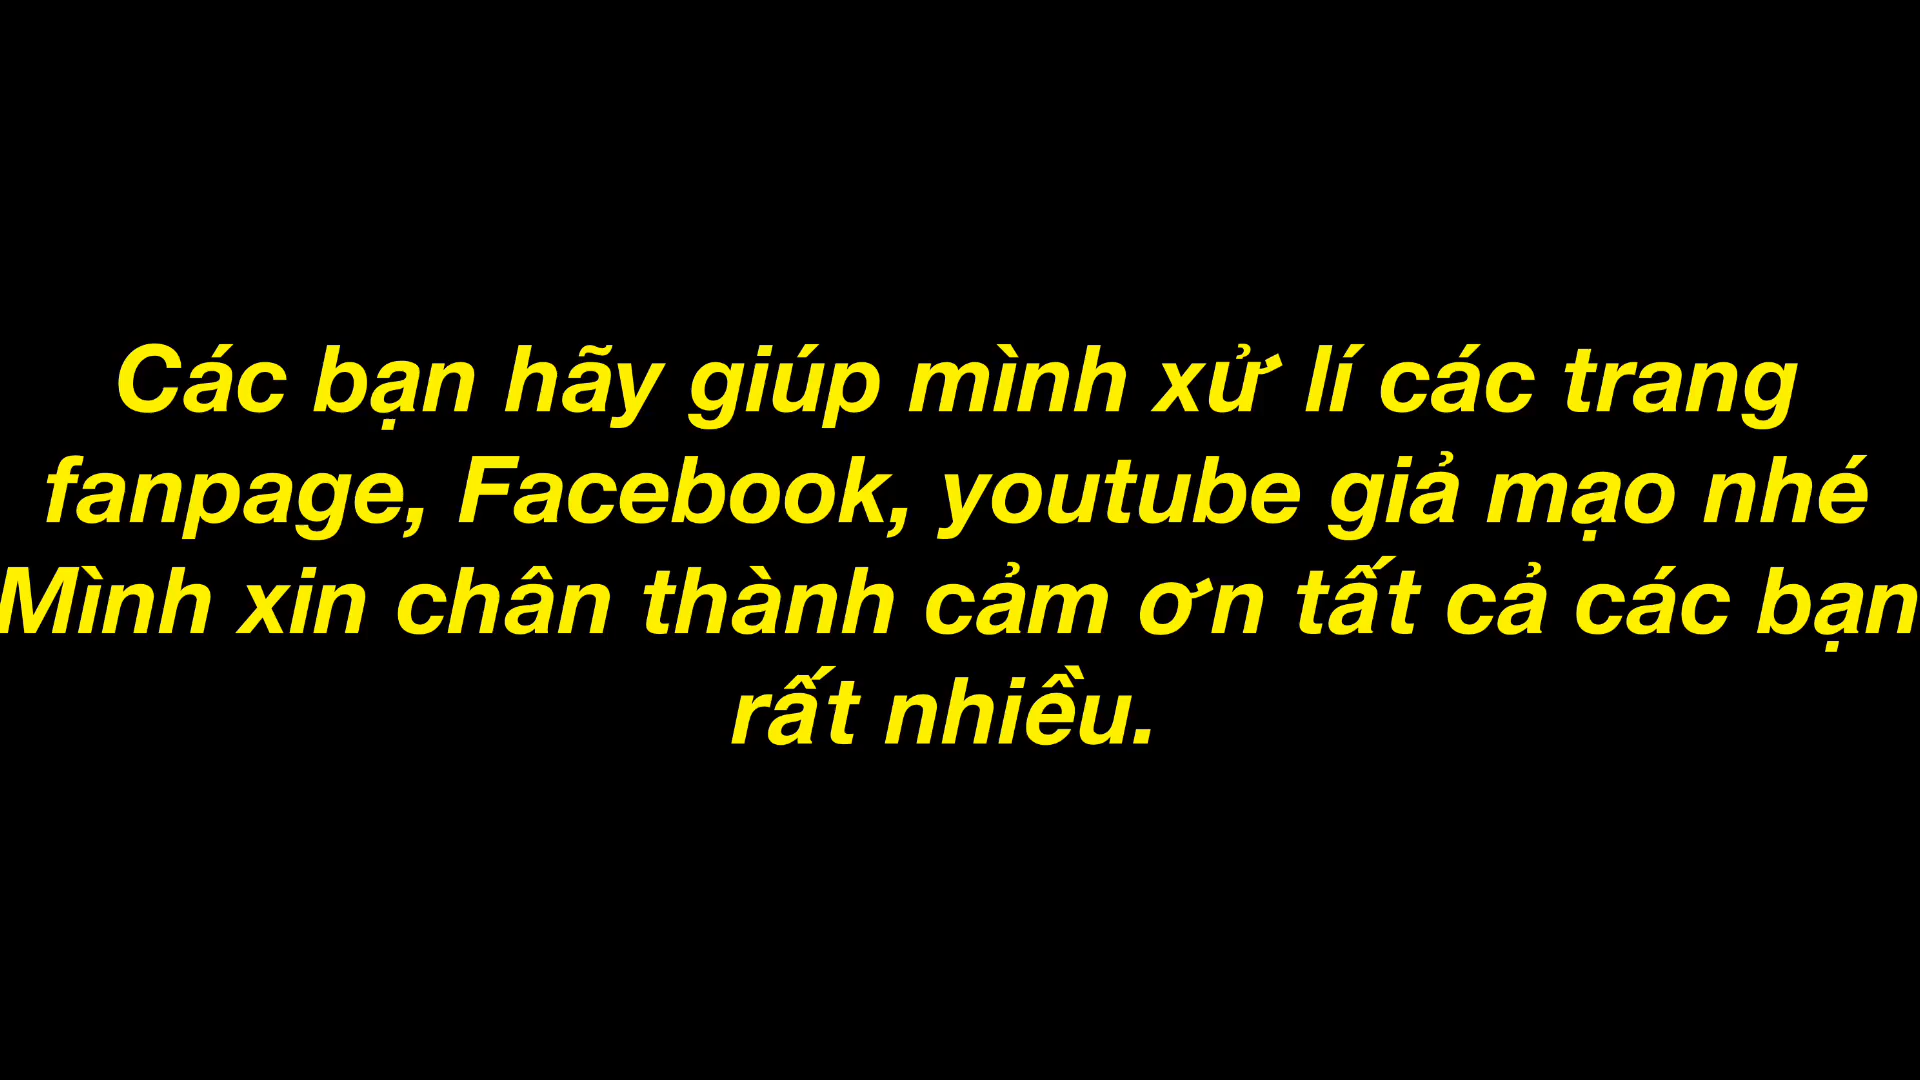 Các bạn hãy giúp mình xử lí các trang
fanpage, Facebook, youtube giả mạo nhé
Mình xin chân thành cảm ơn tất cả các bạn
rất nhiều.